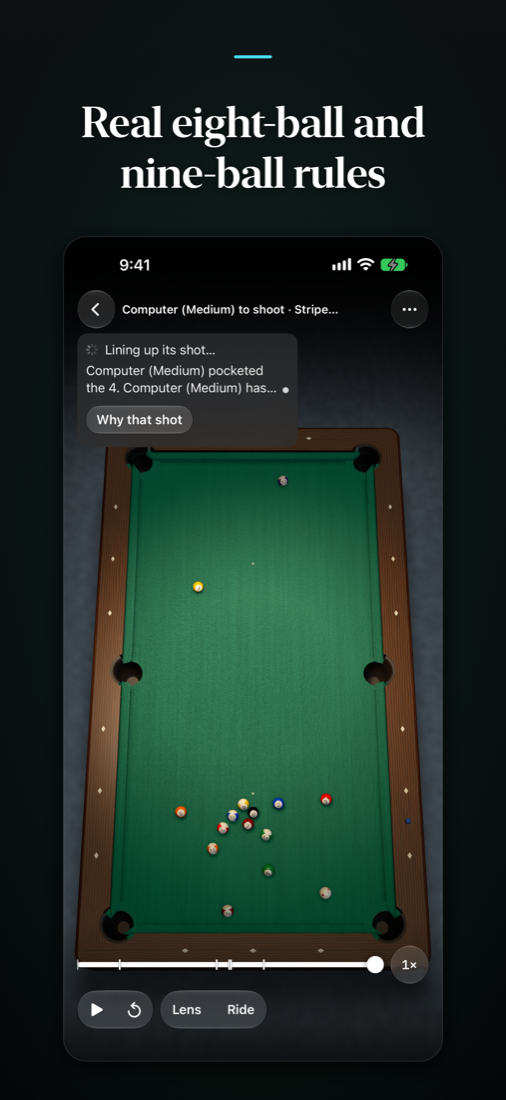 Real eight-ball and
nine-ball rules
9:41
Computer (Medium) to shoot · Stripe...
Lining up its shot...
Computer (Medium) pocketed
the 4. Computer (Medium) has...
Why that shot
1×
Lens Ride